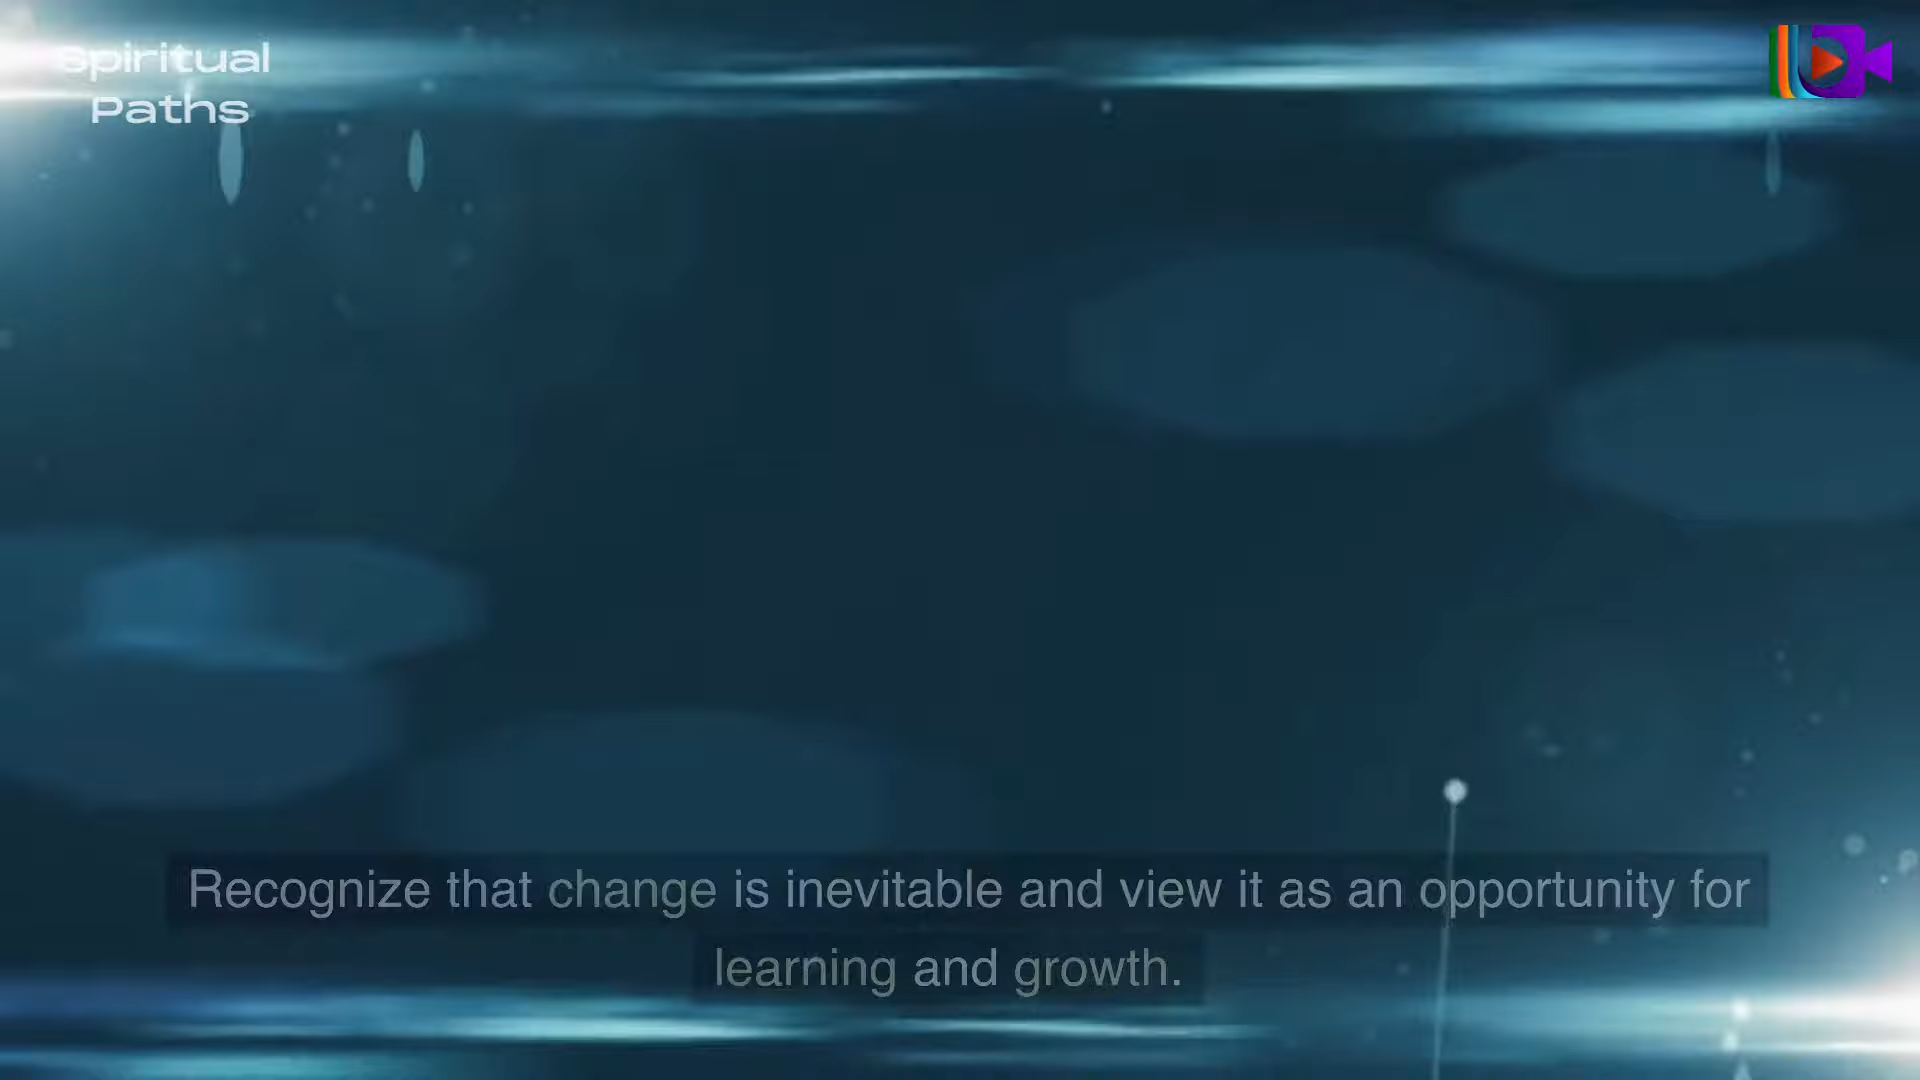 Spiritual
Paths
Recognize that change is inevitable and view it as an opportunity for
learning and growth.